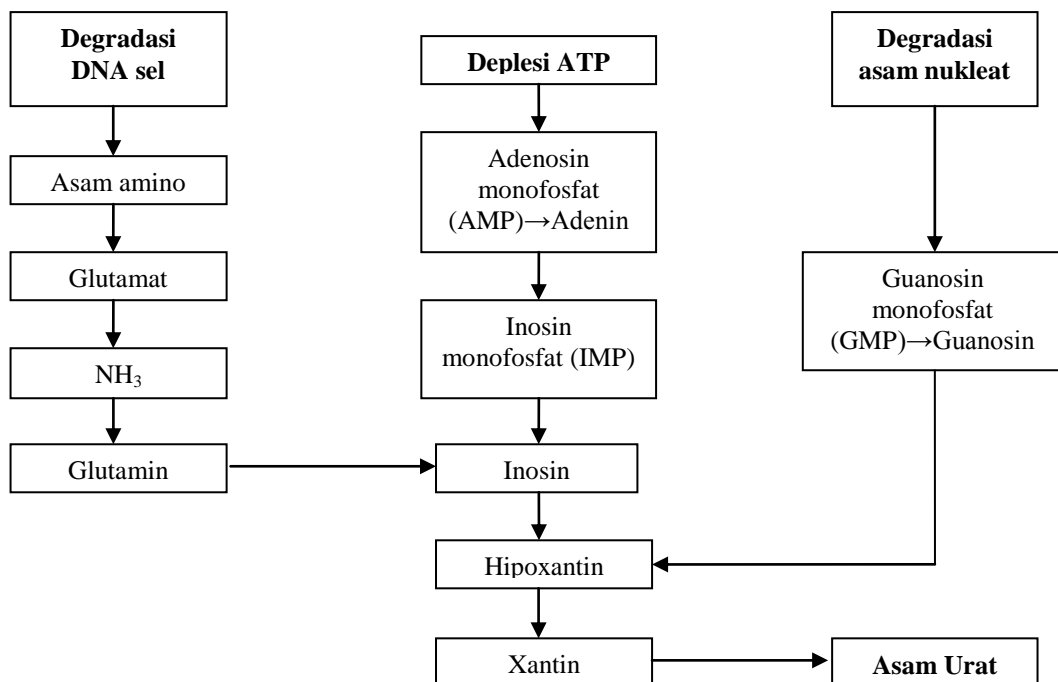 Degradasi
DNA sel
Deplesi ATP
Degradasi
asam nukleat
Asam amino
Adenosin
monofosfat
(AMP)→Adenin
Glutamat
Guanosin
monofosfat
(GMP)→Guanosin
Inosin
monofosfat (IMP)
NH₃
Glutamin
Inosin
Hipoxantin
Xantin
Asam Urat